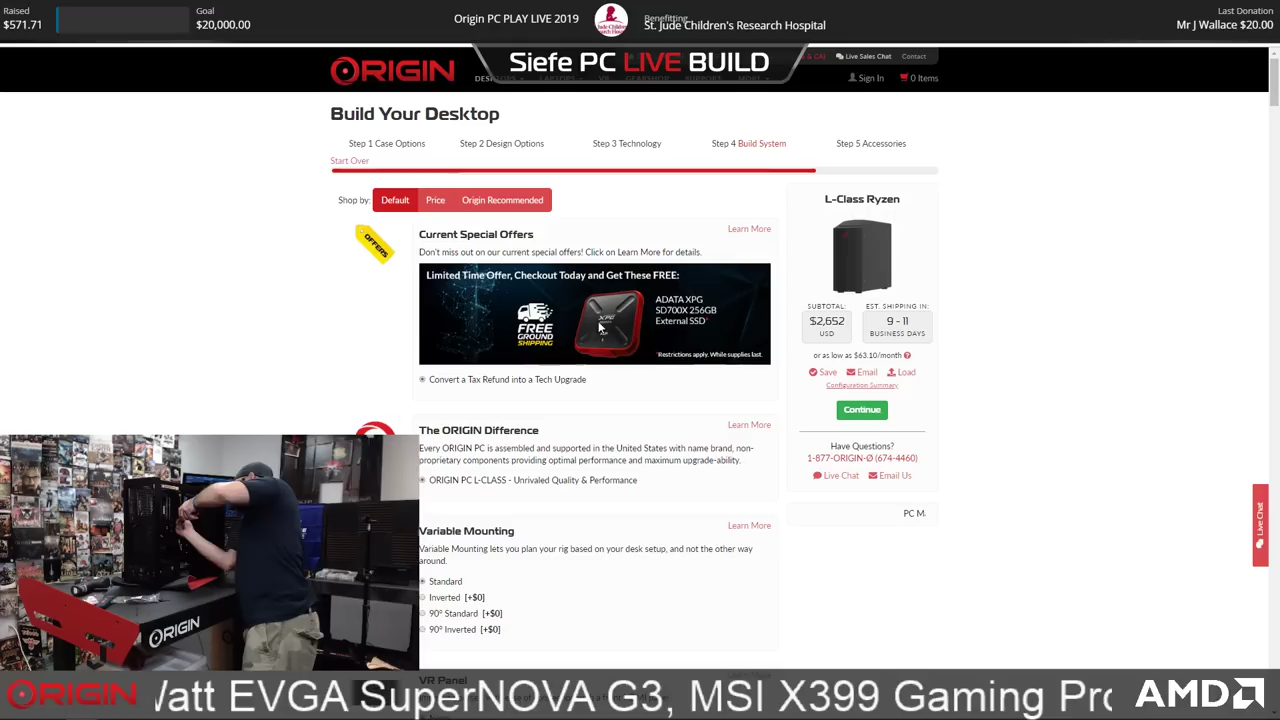 Raised
$571.71
Goal
$20,000.00
Origin PC PLAY LIVE 2019
Benefitting
St. Jude Children's Research Hospital
Last Donation
Mr J Wallace $20.00
ORIGIN
Siefe PC LIVE BUILD
Live Sales Chat
Contact
Sign In
0 Items
Build Your Desktop
Step 1 Case Options
Step 2 Design Options
Step 3 Technology
Step 4 Build System
Step 5 Accessories
Start Over
Shop by:
Default
Price
Origin Recommended
OFFERS
Current Special Offers
Learn More
Don't miss out on our current special offers! Click on Learn More for details.
Limited Time Offer, Checkout Today and Get These FREE:
FREE
GROUND
SHIPPING
XPG
ADATA XPG
SD700X 256GB
External SSD*
*Restrictions apply. While supplies last.
Convert a Tax Refund into a Tech Upgrade
L-Class Ryzen
SUBTOTAL:
$2,652
USD
EST. SHIPPING IN:
9 - 11
BUSINESS DAYS
or as low as $63.10/month
Save
Email
Load
Configuration Summary
Continue
Have Questions?
1-877-ORIGIN-Ø (674-4460)
Live Chat
Email Us
PC M
The ORIGIN Difference
Learn More
Every ORIGIN PC is assembled and supported in the United States with name brand, non-
proprietary components providing optimal performance and maximum upgrade-ability.
ORIGIN PC L-CLASS - Unrivaled Quality & Performance
Variable Mounting
Learn More
Variable Mounting lets you plan your rig based on your desk setup, and not the other way
around.
Standard
Inverted [+$0]
90° Standard [+$0]
90° Inverted [+$0]
VR Panel
Live Chat
ORIGIN
ORIGIN
Watt EVGA SuperNOVA G3, MSI X399 Gaming Pro
AMD